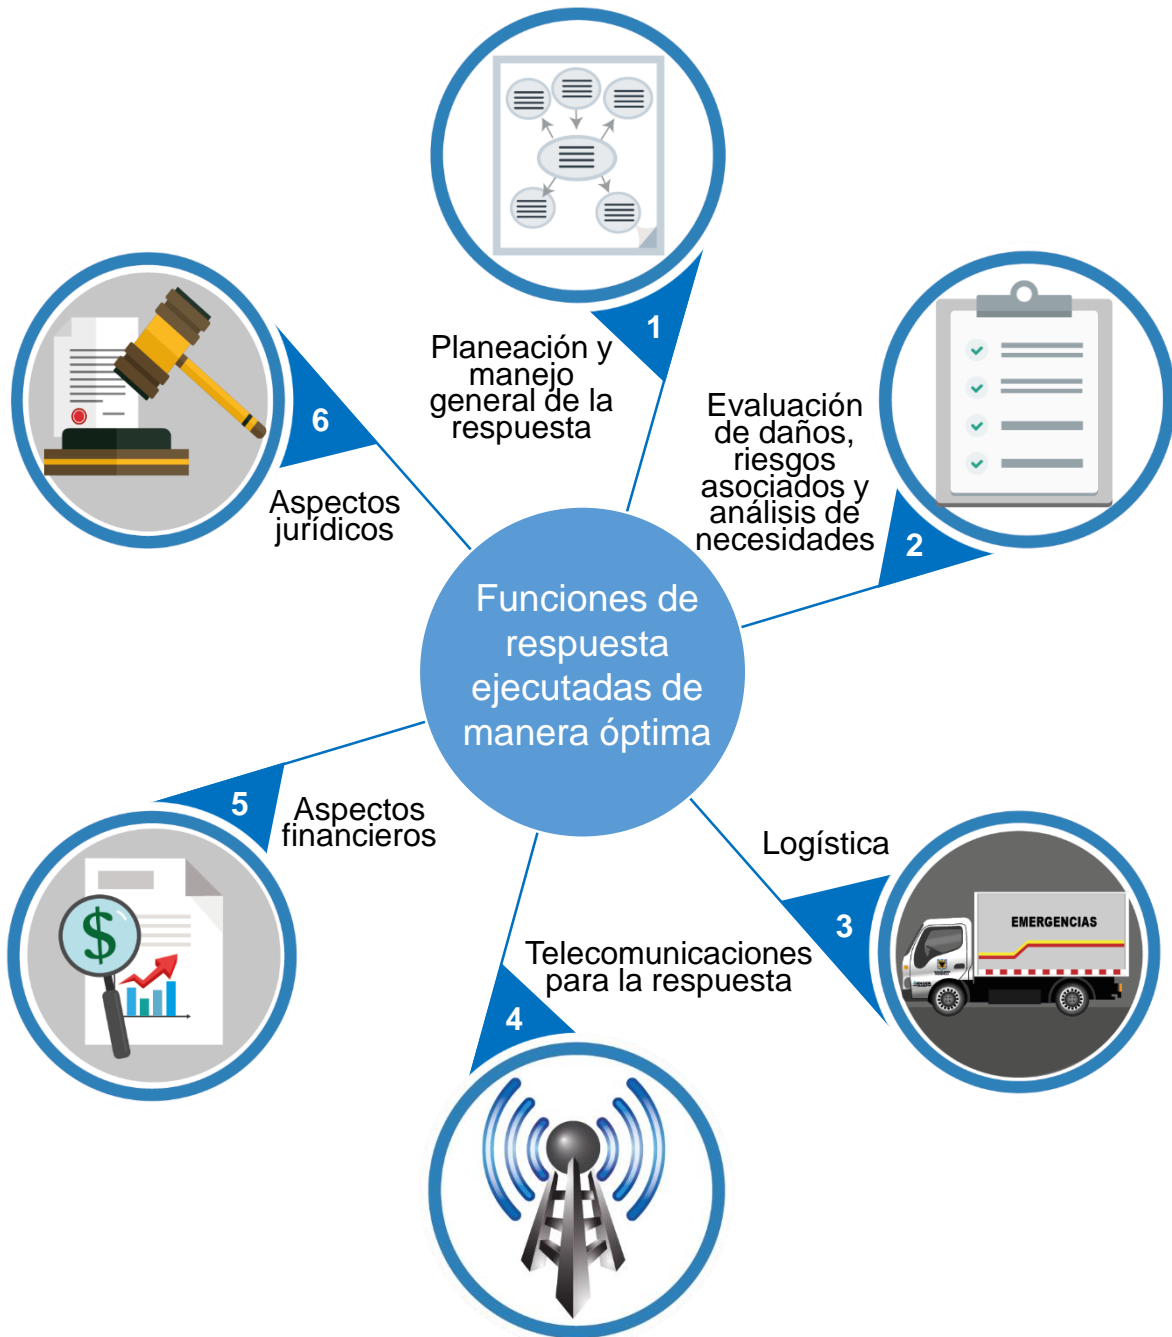 1
Planeación y
manejo
general de la
respuesta
2
Evaluación
de daños,
riesgos
asociados y
análisis de
necesidades
3
Logística
EMERGENCIAS
4
Telecomunicaciones
para la respuesta
5
Aspectos
financieros
$
6
Aspectos
jurídicos
Funciones de
respuesta
ejecutadas de
manera óptima